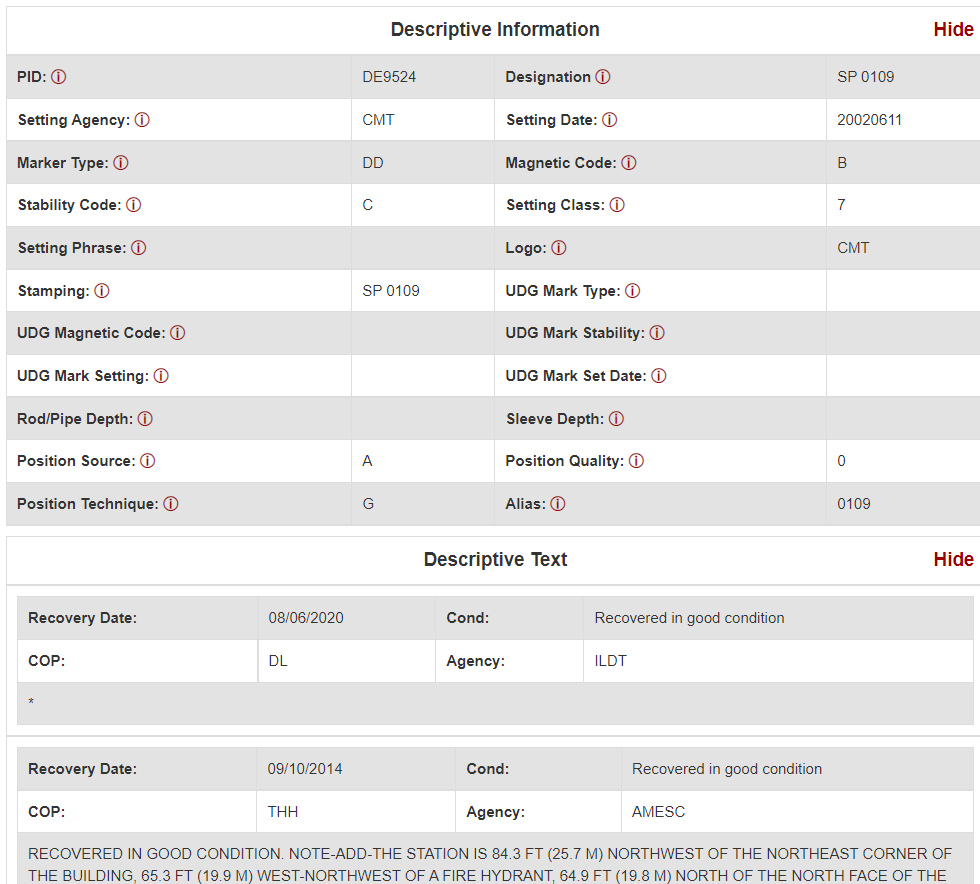 Descriptive Information Hide
PID: DE9524 Designation SP 0109
Setting Agency: CMT Setting Date: 20020611
Marker Type: DD Magnetic Code: B
Stability Code: C Setting Class: 7
Setting Phrase: Logo: CMT
Stamping: SP 0109 UDG Mark Type:
UDG Magnetic Code: UDG Mark Stability:
UDG Mark Setting: UDG Mark Set Date:
Rod/Pipe Depth: Sleeve Depth:
Position Source: A Position Quality: 0
Position Technique: G Alias: 0109
Descriptive Text Hide
Recovery Date: 08/06/2020 Cond: Recovered in good condition
COP: DL Agency: ILDT
*
Recovery Date: 09/10/2014 Cond: Recovered in good condition
COP: THH Agency: AMESC
RECOVERED IN GOOD CONDITION. NOTE-ADD-THE STATION IS 84.3 FT (25.7 M) NORTHWEST OF THE NORTHEAST CORNER OF
THE BUILDING, 65.3 FT (19.9 M) WEST-NORTHWEST OF A FIRE HYDRANT, 64.9 FT (19.8 M) NORTH OF THE NORTH FACE OF THE